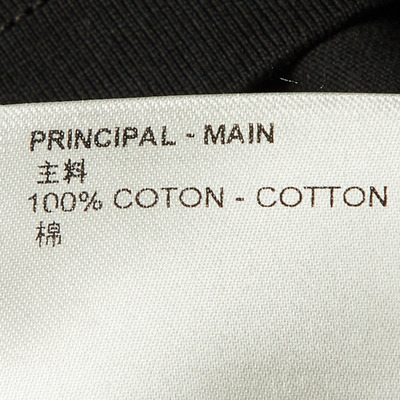 PRINCIPAL - MAIN
主料
100% COTON - COTTON
棉